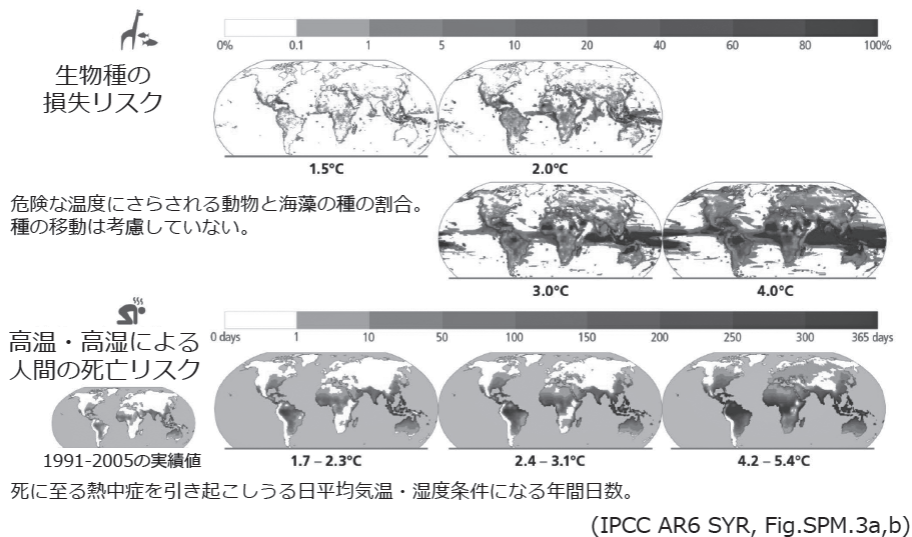 0% 0.1 1 5 10 20 40 60 80 100%
生物種の
損失リスク
1.5°C 2.0°C
危険な温度にさらされる動物と海藻の種の割合。
種の移動は考慮していない。
3.0°C 4.0°C
0 days 1 10 50 100 150 200 250 300 365 days
高温・高湿による
人間の死亡リスク
1991-2005の実績値 1.7 – 2.3°C 2.4 – 3.1°C 4.2 – 5.4°C
死に至る熱中症を引き起こしうる日平均気温・湿度条件になる年間日数。
(IPCC AR6 SYR, Fig.SPM.3a,b)